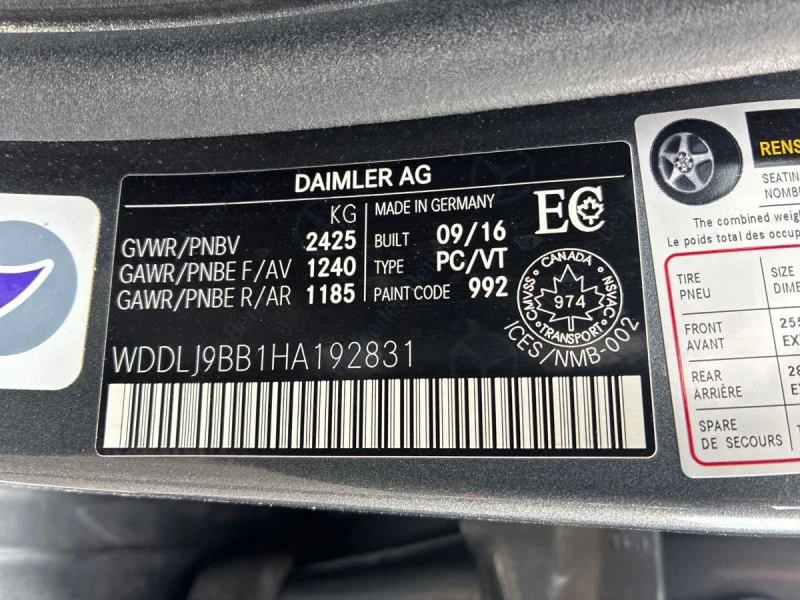 DAIMLER AG
KG
GVWR/PNBV 2425
GAWR/PNBE F/AV 1240
GAWR/PNBE R/AR 1185
MADE IN GERMANY
BUILT 09/16
TYPE PC/VT
PAINT CODE 992
EC
CANADA
CMVSS 974 NSVAC
TRANSPORT
ICES/NMB-002
WDDLJ9BB1HA192831
RENS
SEATIN
NOMB
The combined weigh
Le poids total des occup
TIRE
PNEU
SIZE
DIME
FRONT
AVANT
255
EX
REAR
ARRIÈRE
28
E
SPARE
DE SECOURS